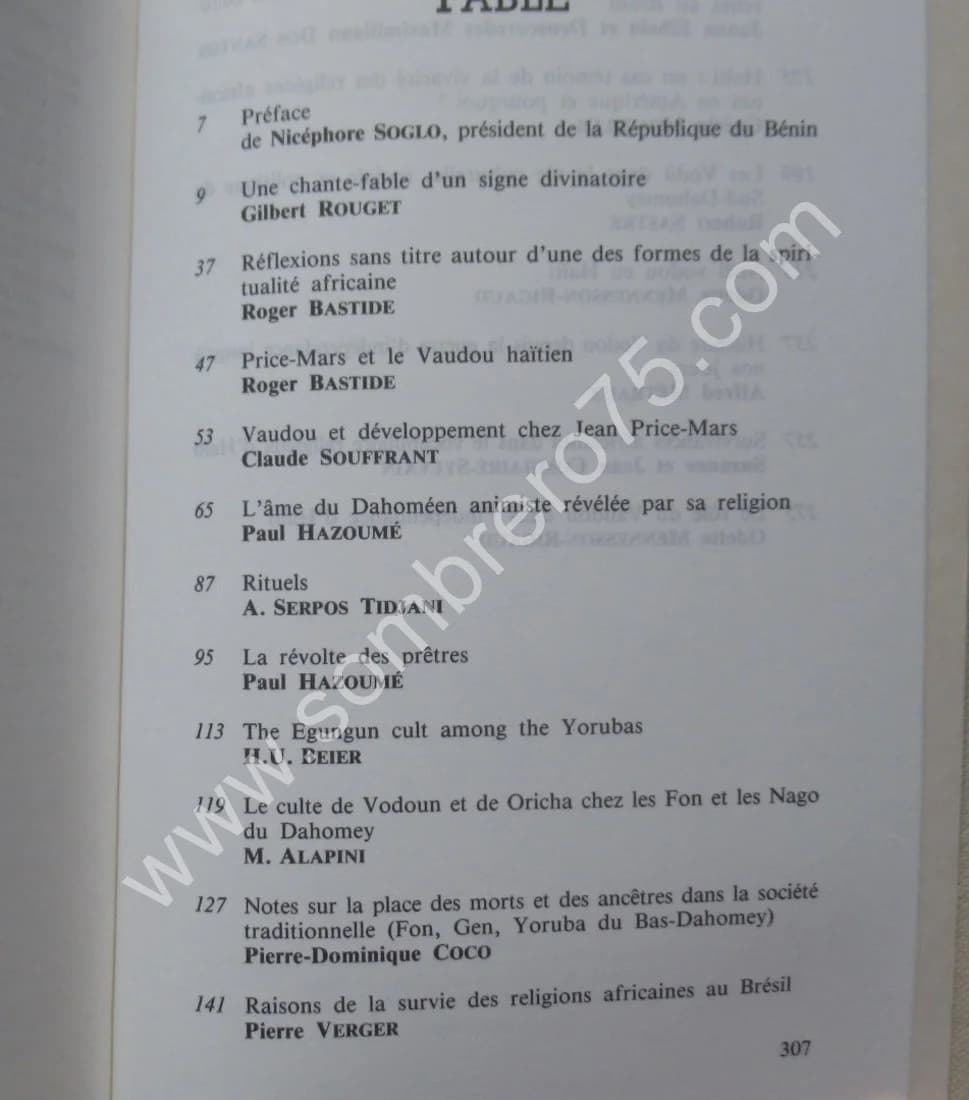 TABLE
7 Préface
de Nicéphore SOGLO, président de la République du Bénin
9 Une chante-fable d'un signe divinatoire
Gilbert ROUGET
37 Réflexions sans titre autour d'une des formes de la spiri-
tualité africaine
Roger BASTIDE
47 Price-Mars et le Vaudou haïtien
Roger BASTIDE
53 Vaudou et développement chez Jean Price-Mars
Claude SOUFFRANT
65 L'âme du Dahoméen animiste révélée par sa religion
Paul HAZOUMÉ
87 Rituels
A. SERPOS TIDJANI
95 La révolte des prêtres
Paul HAZOUMÉ
113 The Egungun cult among the Yorubas
H.U. BEIER
119 Le culte de Vodoun et de Oricha chez les Fon et les Nago
du Dahomey
M. ALAPINI
127 Notes sur la place des morts et des ancêtres dans la société
traditionnelle (Fon, Gen, Yoruba du Bas-Dahomey)
Pierre-Dominique COCO
141 Raisons de la survie des religions africaines au Brésil
Pierre VERGER
307
www.sombrero75.com